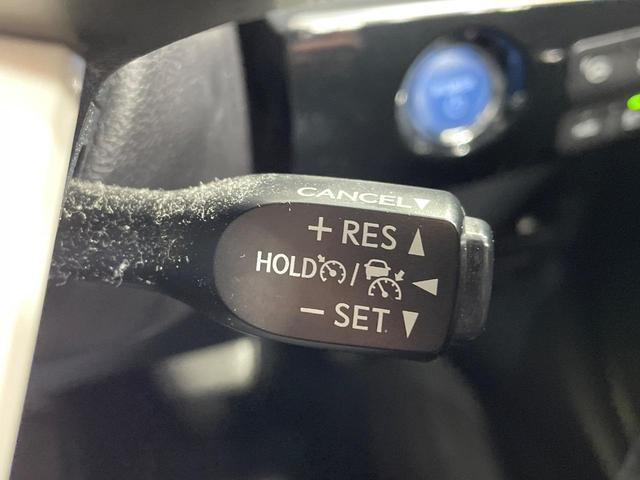 CANCEL▼
+ RES ▲
HOLD / ◀
− SET ▼